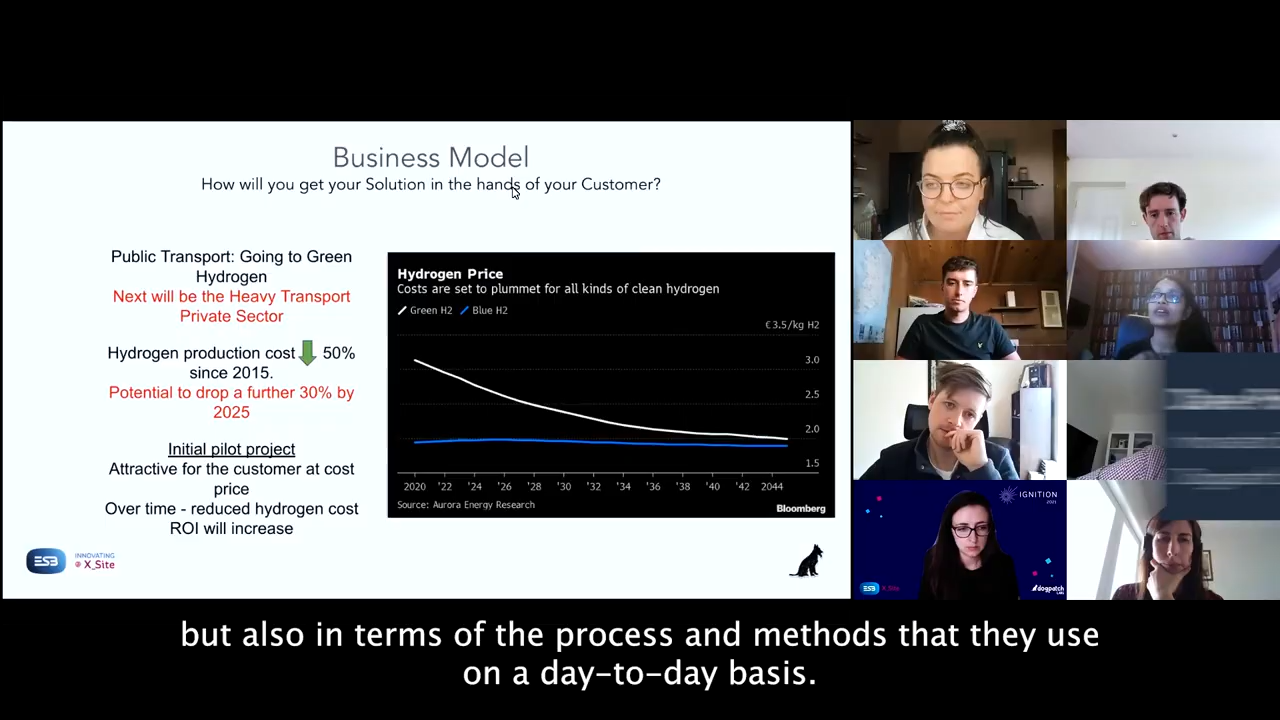 Business Model
How will you get your Solution in the hands of your Customer?
Public Transport: Going to Green
Hydrogen
Next will be the Heavy Transport
Private Sector
Hydrogen production cost 50%
since 2015.
Potential to drop a further 30% by
2025
Initial pilot project
Attractive for the customer at cost
price
Over time - reduced hydrogen cost
ROI will increase
Hydrogen Price
Costs are set to plummet for all kinds of clean hydrogen
Green H2 Blue H2
€3.5/kg H2
3.0
2.5
2.0
1.5
2020 '22 '24 '26 '28 '30 '32 '34 '36 '38 '40 '42 2044
Source: Aurora Energy Research
Bloomberg
ESB
INNOVATING
@ X_Site
IGNITION
2021
ESB X_Site
dogpatch
LABS
but also in terms of the process and methods that they use
on a day-to-day basis.